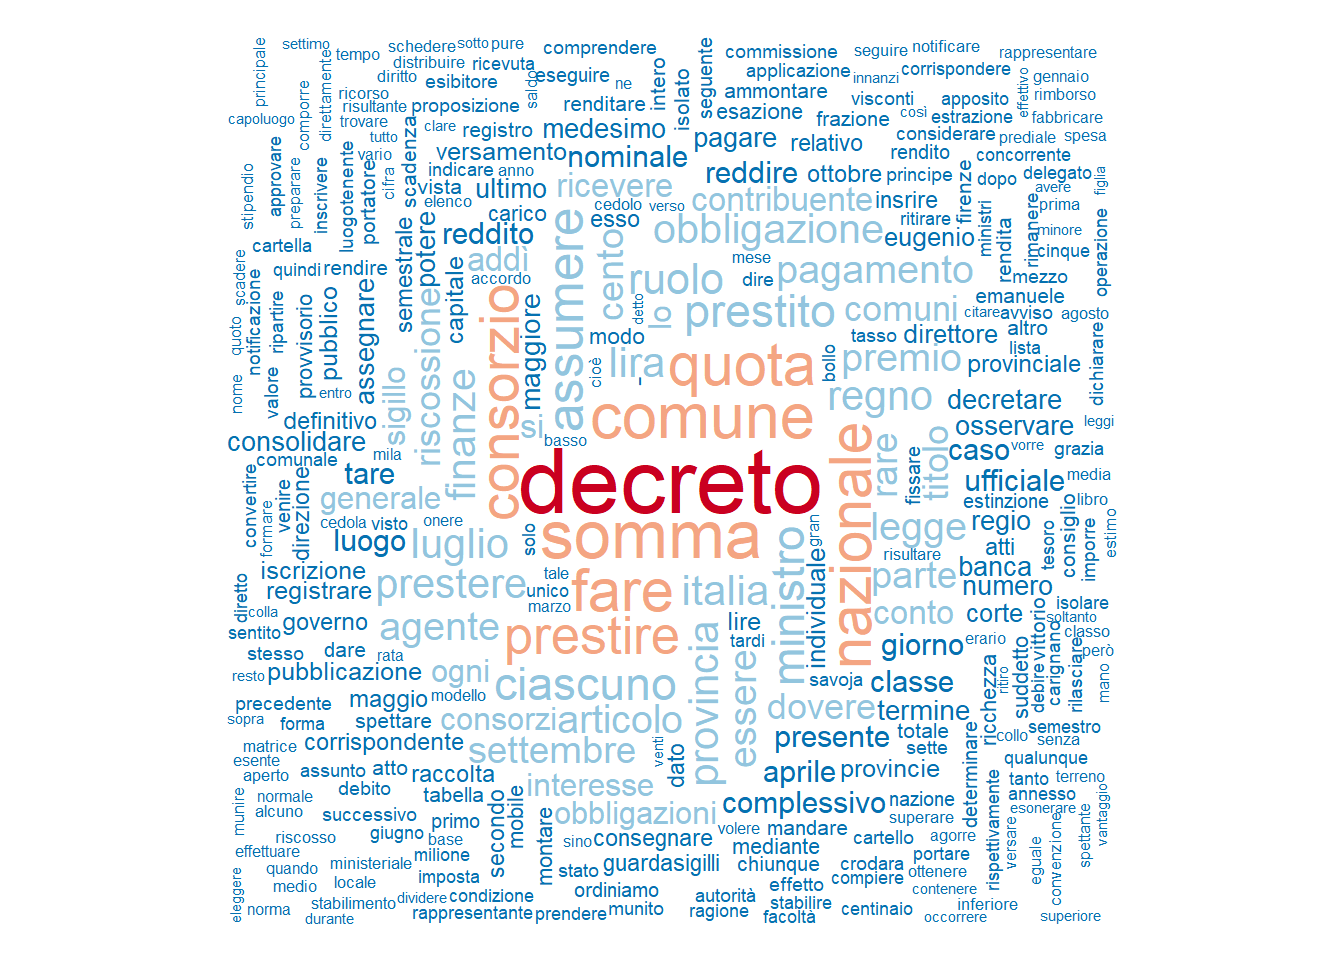 settimo
schedere
sotto
pure
comprendere
commissione
seguire
notificare
rappresentare
principale
tempo
distribuire
ricevuta
seguente
applicazione
innanzi
corrispondere
effettivo
gennaio
diritto
esibitore
saldo
eseguire
ne
intero
isolato
ammontare
visconti
apposito
rimborso
ricorso
direttamente
comporre
risultante
proposizione
renditare
esazione
frazione
così
estrazione
fabbricare
capoluogo
trovare
clare
registro
medesimo
pagare
relativo
considerare
prediale
spesa
tutto
vario
versamento
nominale
rendito
concorrente
stipendio
approvare
preparare
inscrivere
luogotenente
portatore
cifra
scadenza
indicare
anno
vista
ultimo
ricevere
cedolo
verso
reddire
ottobre
principe
dopo
delegato
figlia
elenco
carico
esso
contribuente
insrire
firenze
avere
prima
cartella
potere
reddito
assumere
cento
obbligazione
ritirare
eugenio
ministri
rimanere
minore
cinque
operazione
scadere
notificazione
quindi
rendire
semestrale
addì
accordo
mese
dire
detto
ruolo
lo
pagamento
rendita
mezzo
quoto
ripartire
provvisorio
pubblico
assegnare
riscossione
capitale
consorzio
maggiore
modo
prestito
comuni
emanuele
citare
avviso
agosto
nome
valore
entro
sigillo
cioè
lira
-
quota
bollo
tasso
direttore
altro
lista
premio
provinciale
dichiarare
definitivo
finanze
si
basso
comune
regno
decretare
leggi
consolidare
mila
osservare
comunale
tare
decreto
nazionale
rare
titolo
caso
vorre
grazia
convertire
venire
direzione
generale
fissare
ufficiale
media
formare
cedola
visto
onere
solo
somma
gran
ministro
legge
estinzione
libro
luogo
luglio
regio
tesoro
consiglio
imporre
estimo
risultare
atti
iscrizione
prestere
tale
unico
marzo
fare
italia
individuale
parte
banca
numero
diretto
colla
registrare
isolare
soltanto
governo
agente
prestire
lire
tardi
conto
corte
sentito
stesso
dare
rata
provincia
essere
giorno
erario
suddetto
debirevittorio
carignano
rilasciare
classo
però
mano
resto
pubblicazione
ogni
modello
ciascuno
savoja
classe
ricchezza
ritiro
precedente
maggio
sopra
forma
spettare
consorzi
articolo
dovere
termine
collo
semestro
senza
matrice
corrispondente
settembre
venti
dato
presente
totale
sette
determinare
qualunque
esente
aperto
assunto
atto
raccolta
interesse
aprile
provincie
tanto
terreno
munire
normale
debito
tabella
secondo
mobile
obbligazioni
complessivo
nazione
superare
rispettivamente
annesso
esonerare
vantaggio
alcuno
successivo
primo
montare
versare
eguale
convenzione
spettante
riscosso
giugno
base
sino
consegnare
volere
mandare
cartello
agorre
effettuare
milione
mediante
quando
ministeriale
imposta
stato
guardasigilli
chiunque
crodara
portare
eleggere
medio
locale
dividere
condizione
ordiniamo
autorità
effetto
compiere
ottenere
contenere
norma
stabilimento
durante
rappresentante
prendere
munito
ragione
stabilire
facoltà
centinaio
inferiore
occorrere
superiore